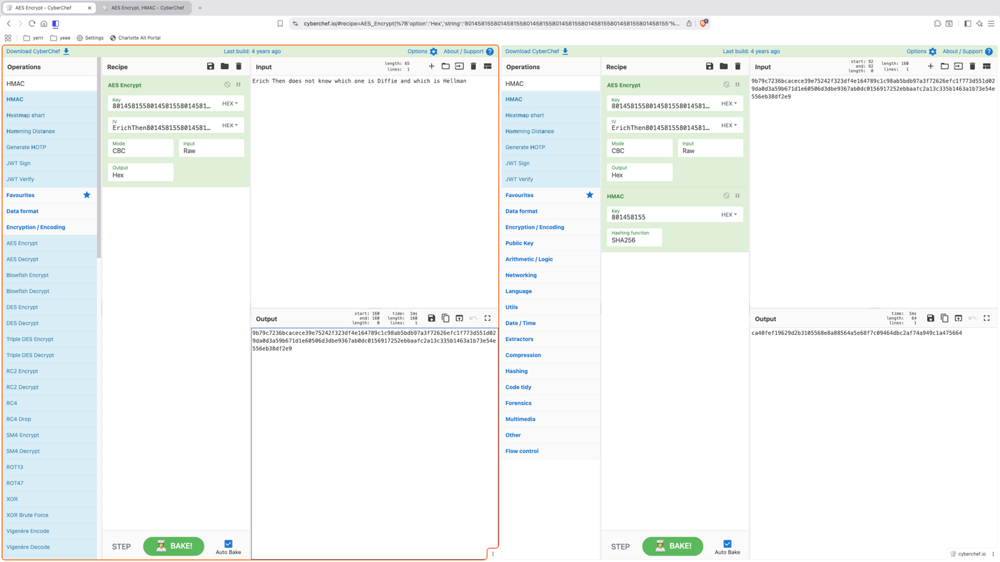 AES Encrypt - CyberChef
AES Encrypt, HMAC - CyberChef
cyberchef.io/#recipe=AES_Encrypt(%7B'option':'Hex','string':'801458155801458155801458155801458155801458155801458155801458155'%...
1
yerrr
yeee
Settings
Charlotte Alt Portal
Download CyberChef
Last build: 4 years ago
Options
About / Support
Operations
HMAC
HMAC
Heatmap chart
Hamming Distance
Generate HOTP
JWT Sign
JWT Verify
Favourites
Data format
Encryption / Encoding
AES Encrypt
AES Decrypt
Blowfish Encrypt
Blowfish Decrypt
DES Encrypt
DES Decrypt
Triple DES Encrypt
Triple DES Decrypt
RC2 Encrypt
RC2 Decrypt
RC4
RC4 Drop
SM4 Encrypt
SM4 Decrypt
ROT13
ROT47
XOR
XOR Brute Force
Vigenère Encode
Vigenère Decode
Recipe
AES Encrypt
Key
8014581558014581558014581...
HEX
IV
ErichThen8014581558014581...
HEX
Mode
CBC
Input
Raw
Output
Hex
STEP
BAKE!
Auto Bake
Input
length: 65
lines: 1
Erich Then does not know which one is Diffie and which is Hellman
Output
start: 160
end: 160
length: 0
time: 1ms
length: 160
lines: 1
9b79c7236bcacece39e75242f323df4e164789c1c98ab5bdb97a3f72626efc1f773d551d02
9da0d3a59b671d1e60506d3dbe9367ab0dc0156917252ebbaafc2a13c335b1463a1b73e54e
556eb38df2e9
Download CyberChef
Last build: 4 years ago
Options
About / Support
Operations
HMAC
HMAC
Heatmap chart
Hamming Distance
Generate HOTP
JWT Sign
JWT Verify
Favourites
Data format
Encryption / Encoding
Public Key
Arithmetic / Logic
Networking
Language
Utils
Date / Time
Extractors
Compression
Hashing
Code tidy
Forensics
Multimedia
Other
Flow control
Recipe
AES Encrypt
Key
8014581558014581558014581...
HEX
IV
ErichThen8014581558014581...
HEX
Mode
CBC
Input
Raw
Output
Hex
HMAC
Key
801458155
HEX
Hashing function
SHA256
STEP
BAKE!
Auto Bake
Input
start: 92
end: 92
length: 0
length: 160
lines: 1
9b79c7236bcacece39e75242f323df4e164789c1c98ab5bdb97a3f72626efc1f773d551d02
9da0d3a59b671d1e60506d3dbe9367ab0dc0156917252ebbaafc2a13c335b1463a1b73e54e
556eb38df2e9
Output
time: 1ms
length: 64
lines: 1
ca40fef19629d2b3105568e8a88564a5e68f7c09464dbc2af74a949c1a475664
cyberchef.io